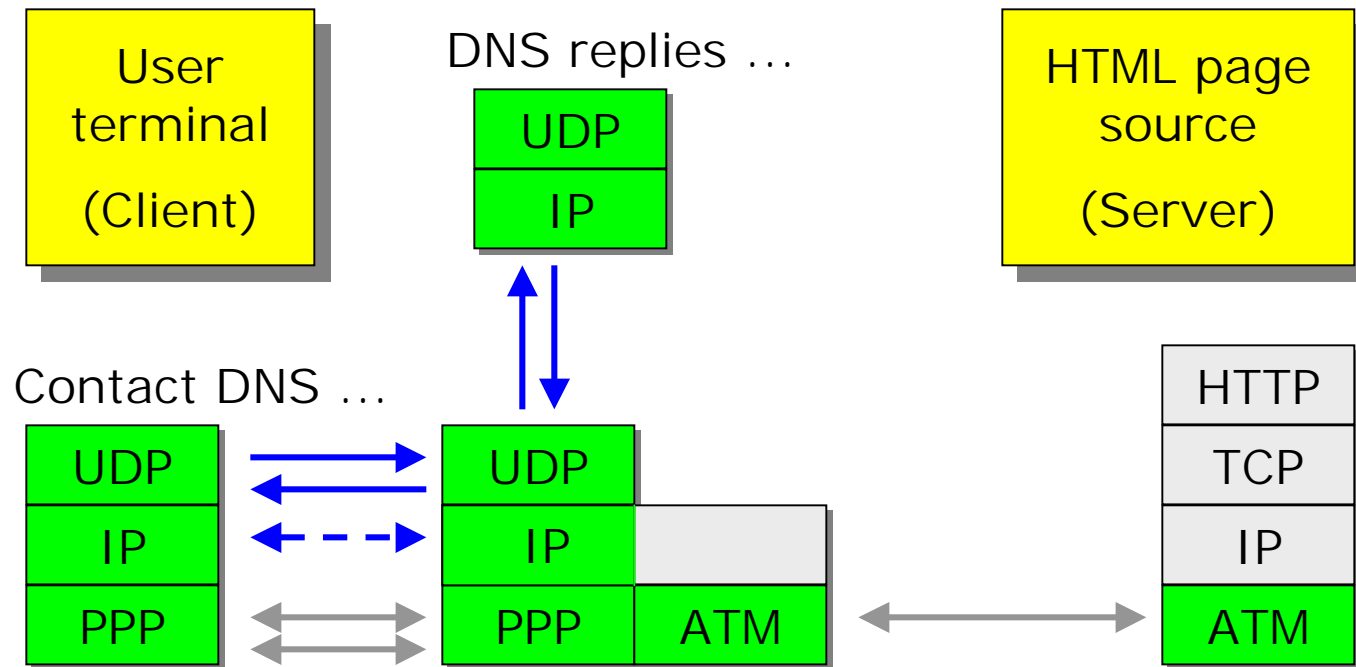 User
terminal
(Client)
DNS replies ...
UDP
IP
HTML page
source
(Server)
Contact DNS ...
UDP
IP
PPP
UDP
IP
PPP
ATM
HTTP
TCP
IP
ATM